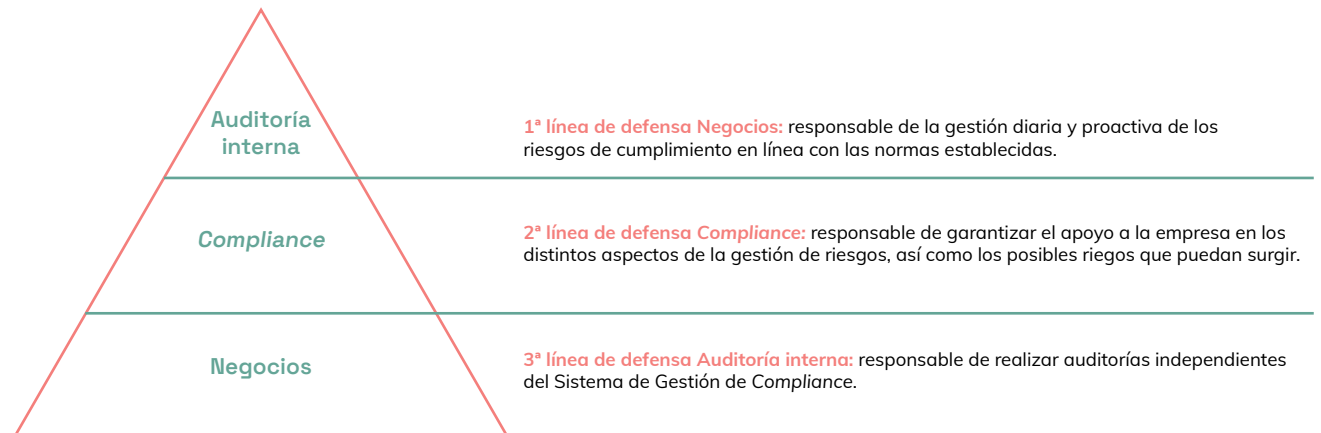 Auditoría
interna
1ª línea de defensa Negocios: responsable de la gestión diaria y proactiva de los
riesgos de cumplimiento en línea con las normas establecidas.
Compliance
2ª línea de defensa Compliance: responsable de garantizar el apoyo a la empresa en los
distintos aspectos de la gestión de riesgos, así como los posibles riegos que puedan surgir.
Negocios
3ª línea de defensa Auditoría interna: responsable de realizar auditorías independientes
del Sistema de Gestión de Compliance.